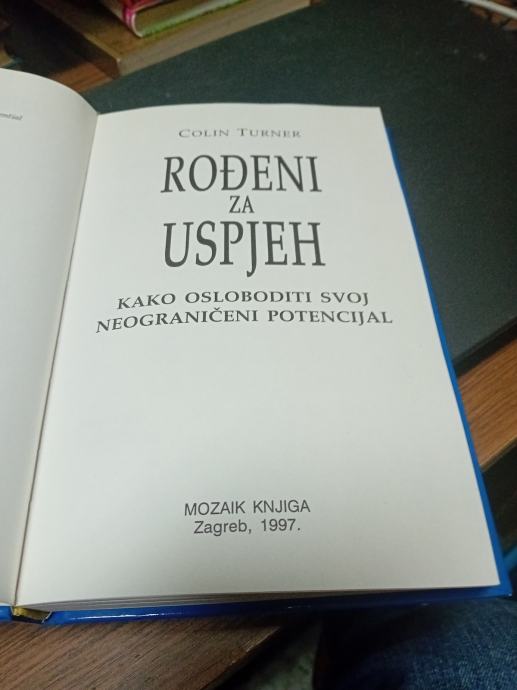 COLIN TURNER
ROĐENI
ZA
USPJEH
KAKO OSLOBODITI SVOJ
NEOGRANIČENI POTENCIJAL
MOZAIK KNJIGA
Zagreb, 1997.